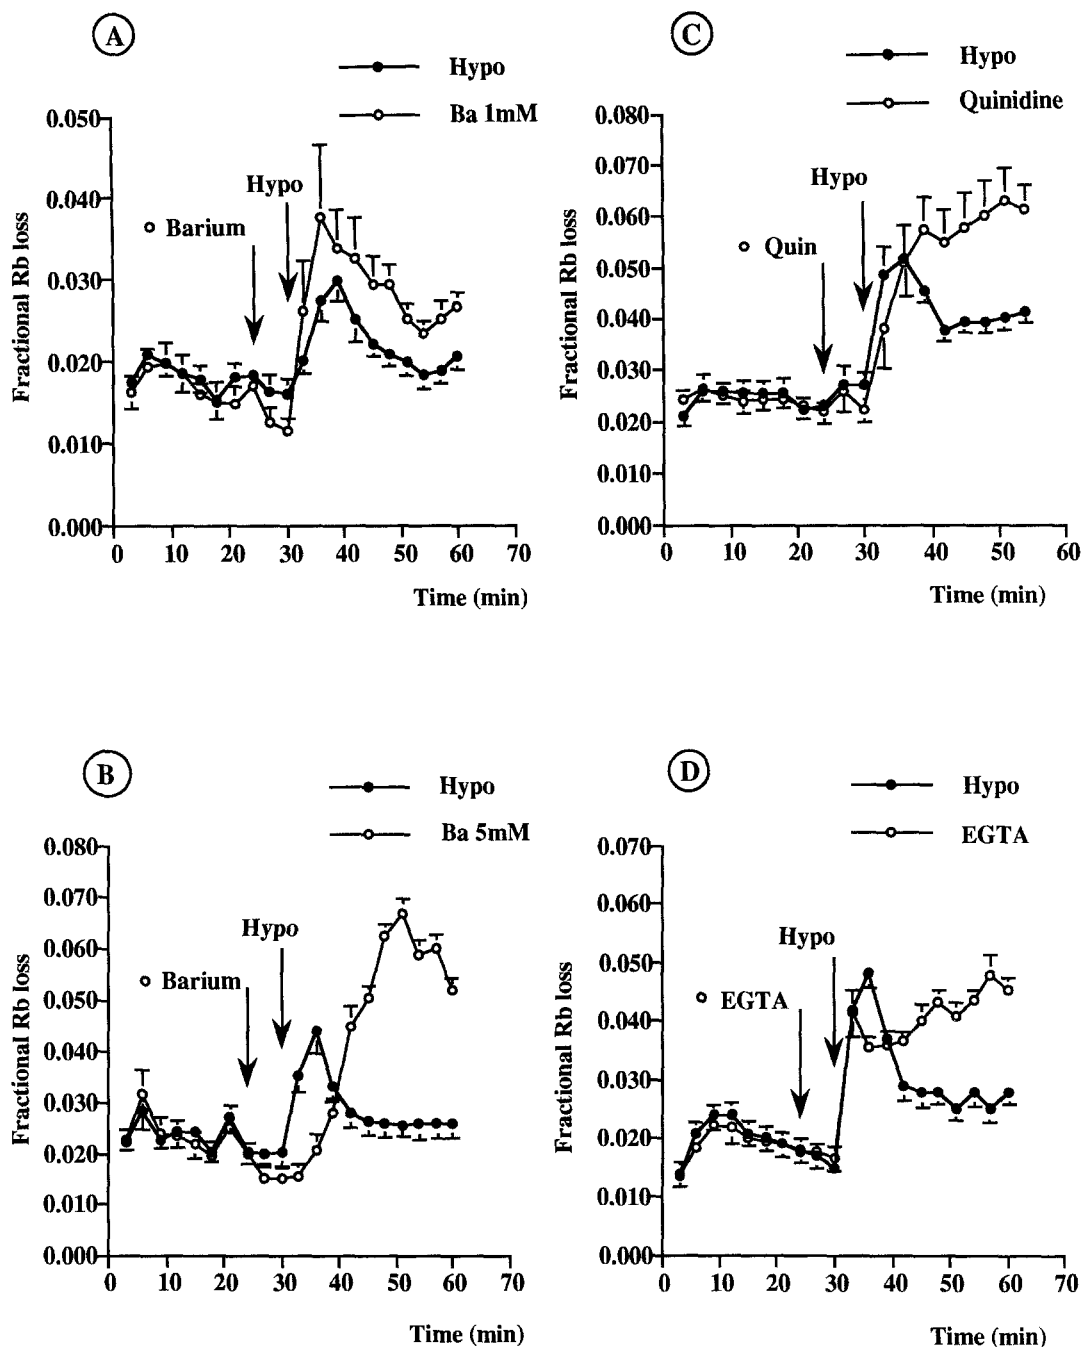 A
Hypo
Ba 1mM
0.050
0.040
0.030
0.020
0.010
0.000
Fractional Rb loss
Hypo
Barium
0 10 20 30 40 50 60 70
Time (min)
C
Hypo
Quinidine
0.080
0.070
0.060
0.050
0.040
0.030
0.020
0.010
0.000
Fractional Rb loss
Hypo
Quin
0 10 20 30 40 50 60
Time (min)
B
Hypo
Ba 5mM
0.080
0.070
0.060
0.050
0.040
0.030
0.020
0.010
0.000
Fractional Rb loss
Hypo
Barium
0 10 20 30 40 50 60 70
Time (min)
D
Hypo
EGTA
0.070
0.060
0.050
0.040
0.030
0.020
0.010
0.000
Fractional Rb loss
Hypo
EGTA
0 10 20 30 40 50 60 70
Time (min)